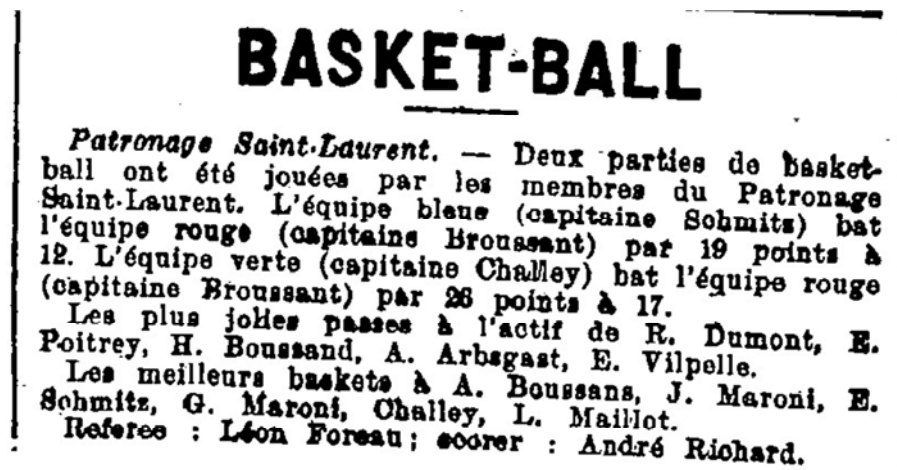 BASKET-BALL
Patronage Saint-Laurent. — Deux parties de basket-
ball ont été jouées par les membres du Patronage
Saint-Laurent. L'équipe bleue (capitaine Schmitz) bat
l'équipe rouge (capitaine Broussant) par 19 points à
12. L'équipe verte (capitaine Challey) bat l'équipe rouge
(capitaine Broussant) par 26 points à 17.
Les plus jolies passes à l'actif de R. Dumont, E.
Poitrey, H. Boussand, A. Arbsgast, E. Vilpelle.
Les meilleurs baskets à A. Boussans, J. Maroni, E.
Schmitz, G. Maroni, Challey, L. Maillot.
Referee : Léon Foreau; scorer : André Richard.